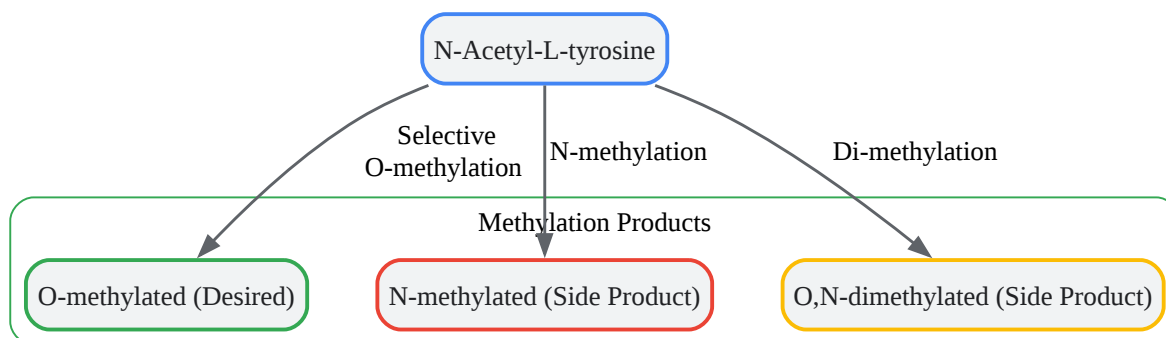 N-Acetyl-L-tyrosine
Selective
O-methylation
N-methylation
Di-methylation
Methylation Products
O-methylated (Desired)
N-methylated (Side Product)
O,N-dimethylated (Side Product)